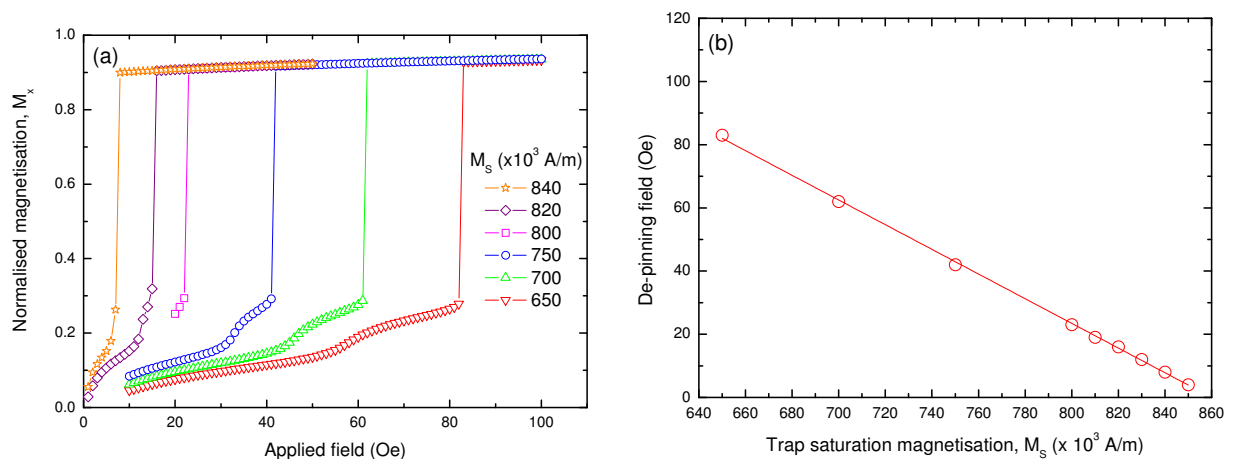 (a)
1.0
0.8
0.6
0.4
0.2
0.0
0 20 40 60 80 100
Normalised magnetisation, Mx
Applied field (Oe)
MS (x10³ A/m)
840
820
800
750
700
650
(b)
120
100
80
60
40
20
0
640 660 680 700 720 740 760 780 800 820 840 860
De-pinning field (Oe)
Trap saturation magnetisation, MS (x 10³ A/m)